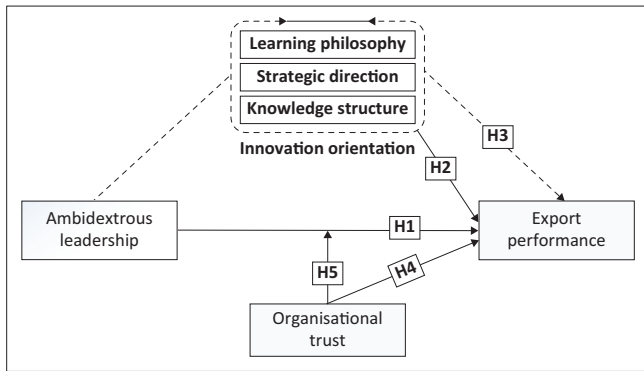 Learning philosophy
Strategic direction
Knowledge structure
Innovation orientation
H3
H2
Ambidextrous
leadership
H1
Export
performance
H5
H4
Organisational
trust